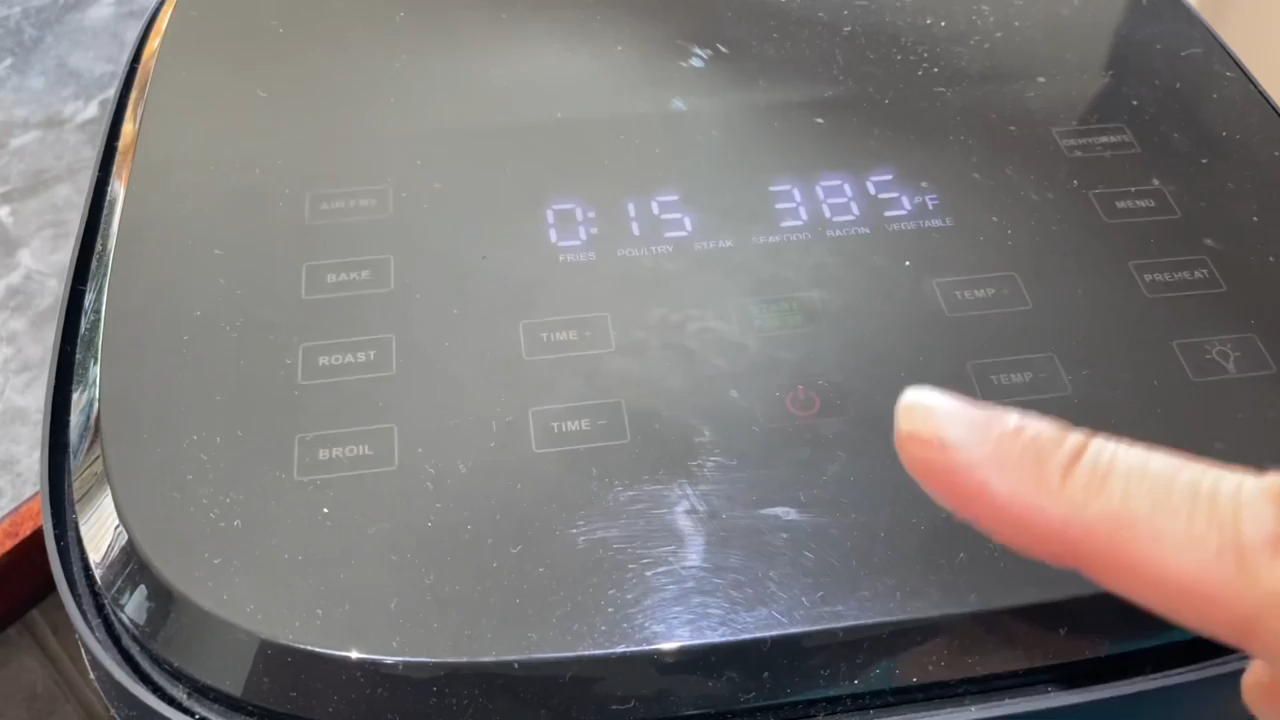 DEHYDRATE
AIR FRY
0:15 385°F
MENU
FRIES POULTRY STEAK SEAFOOD BACON VEGETABLE
BAKE
TIME +
TEMP +
PREHEAT
ROAST
TIME −
TEMP −
BROIL